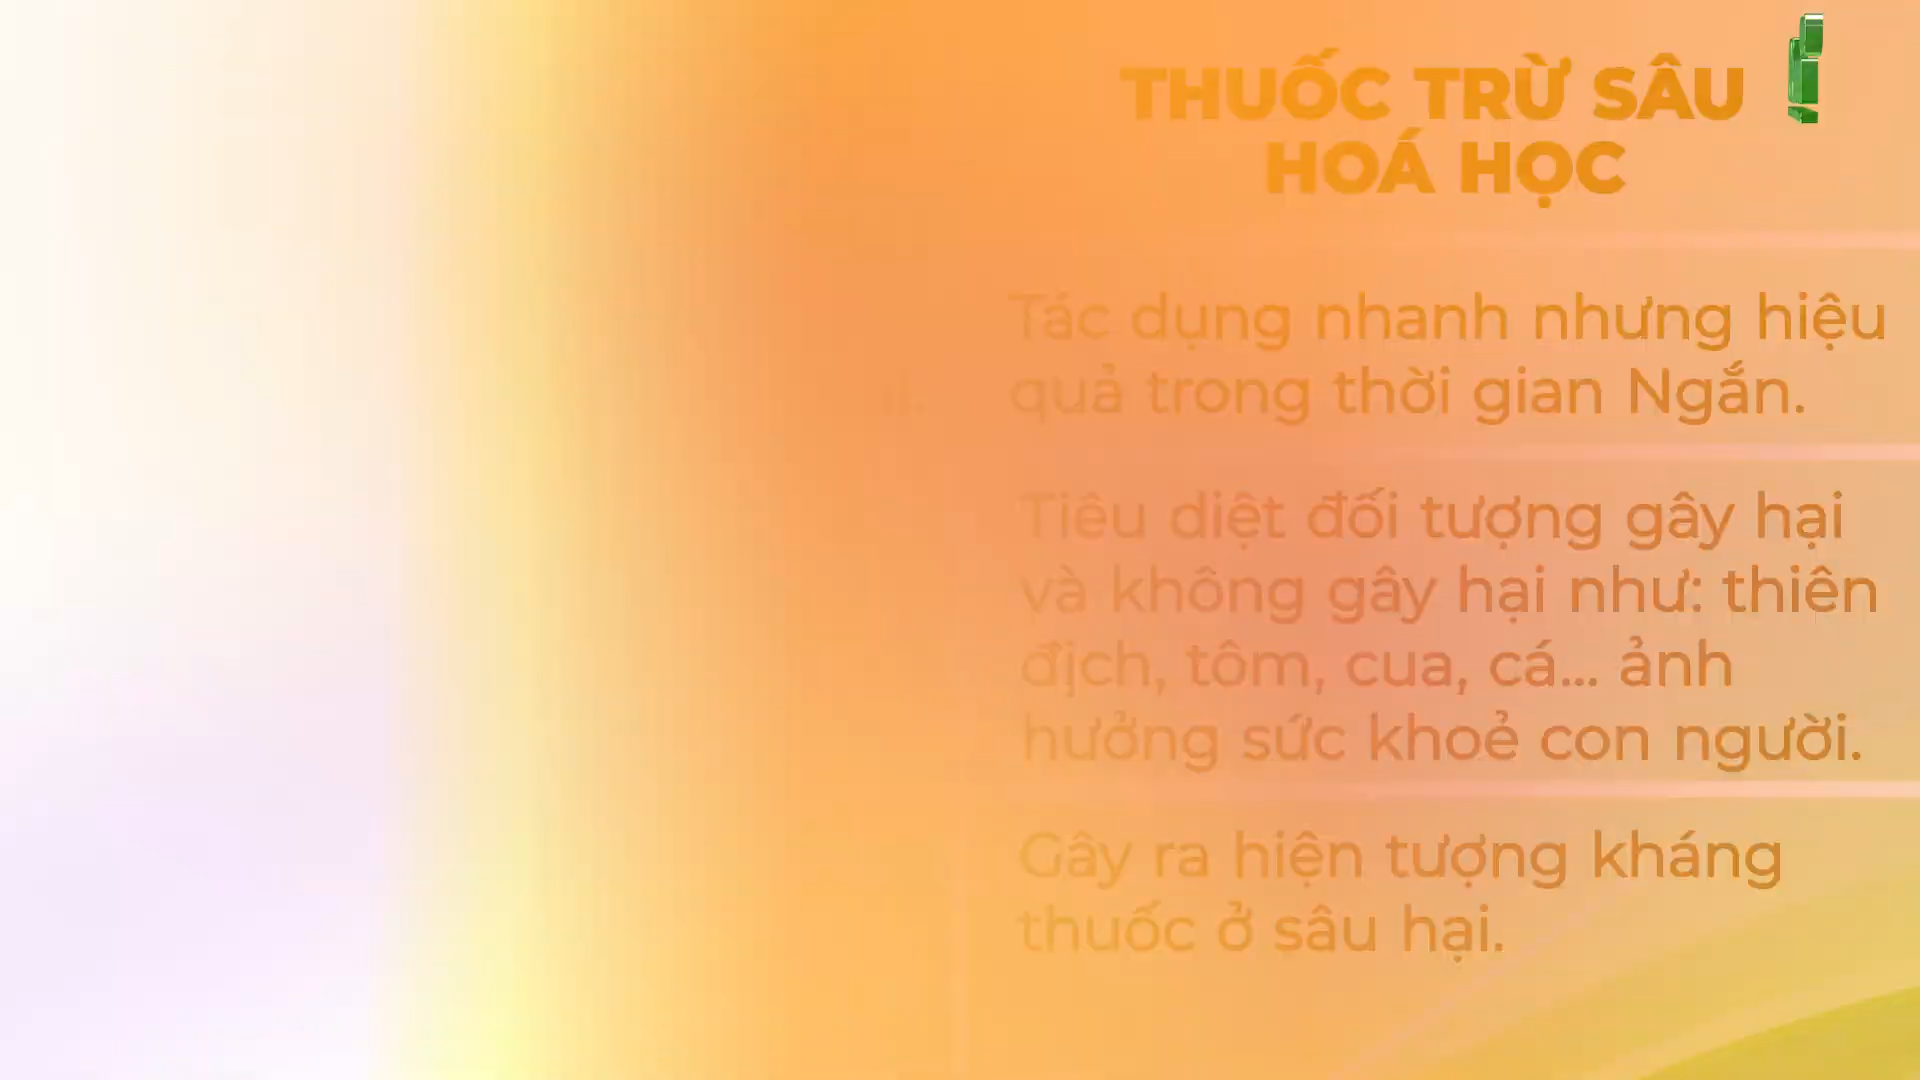 THUỐC TRỪ SÂU
HOÁ HỌC
Tác dụng nhanh nhưng hiệu
quả trong thời gian Ngắn.
Tiêu diệt đối tượng gây hại
và không gây hại như: thiên
địch, tôm, cua, cá... ảnh
hưởng sức khoẻ con người.
Gây ra hiện tượng kháng
thuốc ở sâu hại.